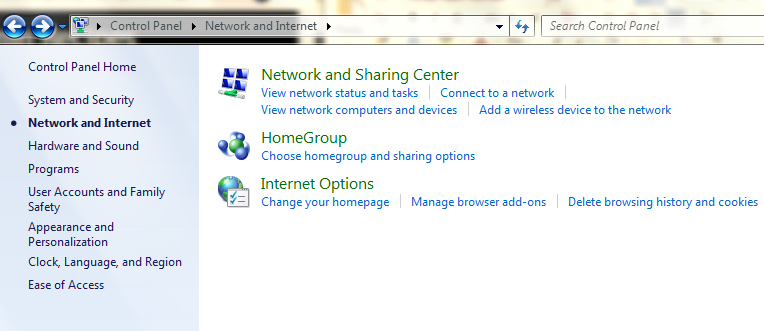 Control Panel Network and Internet Search Control Panel
Control Panel Home
System and Security
Network and Internet
Hardware and Sound
Programs
User Accounts and Family
Safety
Appearance and
Personalization
Clock, Language, and Region
Ease of Access
Network and Sharing Center
View network status and tasks Connect to a network
View network computers and devices Add a wireless device to the network
HomeGroup
Choose homegroup and sharing options
Internet Options
Change your homepage Manage browser add-ons Delete browsing history and cookies